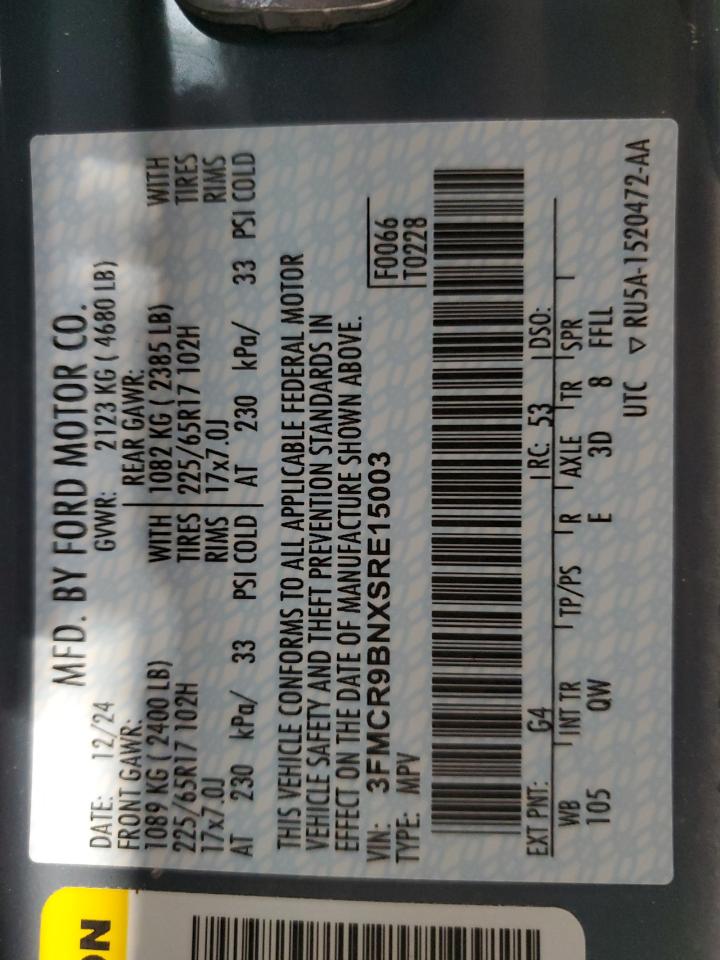 MFD. BY FORD MOTOR CO.
DATE: 12/24 GVWR: 2123 KG ( 4680 LB)
FRONT GAWR: REAR GAWR:
1089 KG ( 2400 LB) WITH 1082 KG ( 2385 LB) WITH
225/65R17 102H TIRES 225/65R17 102H TIRES
17x7.0J RIMS 17x7.0J RIMS
AT 230 kPa/ 33 PSI COLD AT 230 kPa/ 33 PSI COLD
THIS VEHICLE CONFORMS TO ALL APPLICABLE FEDERAL MOTOR
VEHICLE SAFETY AND THEFT PREVENTION STANDARDS IN
EFFECT ON THE DATE OF MANUFACTURE SHOWN ABOVE.
VIN: 3FMCR9BNXSRE15003 F0066
TYPE: MPV T0228
EXT PNT: G4 RC: 53 DSO:
WB INT TR TP/PS R AXLE TR SPR
105 QW E 3D 8 FFLL
UTC ▽ RU5A-1520472-AA
ON